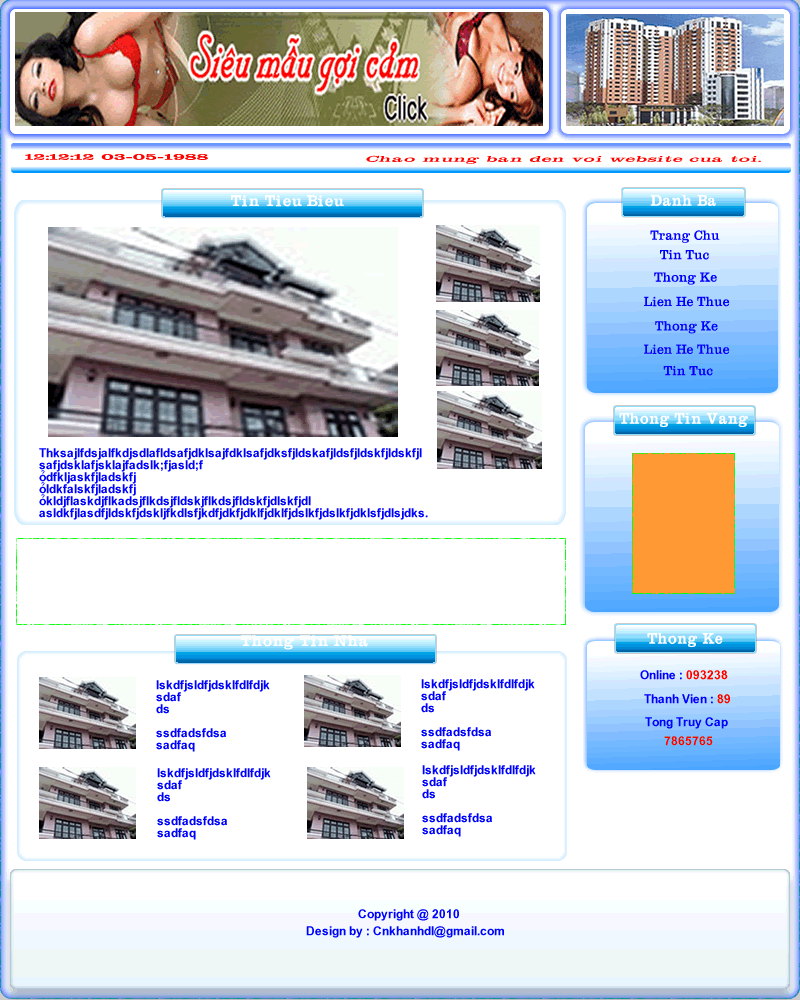 Siêu mẫu gợi cảm
Click
12:12:12 03-05-1988
Chao mung ban den voi website cua toi.
Tin Tieu Bieu
Thksajlfdsjalfkdjsdlafldsafjdklsajfdklsafjdksfjldskafjldsfjldskfjldskfjl
safjdsklafjsklajfadslk;fjasld;f
ọ́dfkljaskfjladskfj
ọldkfalskfjladskfj
ókldjflaskdjflkadsjflkdsjfldskjflkdsjfldskfjdlskfjdl
asldkfjlasdfjldskfjdskljfkdlsfjkdfjdkfjdklfjdklfjdslkfjdslkfjdklsfjdlsjdks.
Danh Ba
Trang Chu
Tin Tuc
Thong Ke
Lien He Thue
Thong Ke
Lien He Thue
Tin Tuc
Thong Tin Vang
Thong Tin Nha
lskdfjsldfjdsklfdlfdjk
sdaf
ds
ssdfadsfdsa
sadfaq
lskdfjsldfjdsklfdlfdjk
sdaf
ds
ssdfadsfdsa
sadfaq
lskdfjsldfjdsklfdlfdjk
sdaf
ds
ssdfadsfdsa
sadfaq
lskdfjsldfjdsklfdlfdjk
sdaf
ds
ssdfadsfdsa
sadfaq
Thong Ke
Online : 093238
Thanh Vien : 89
Tong Truy Cap
7865765
Copyright @ 2010
Design by : Cnkhanhdl@gmail.com